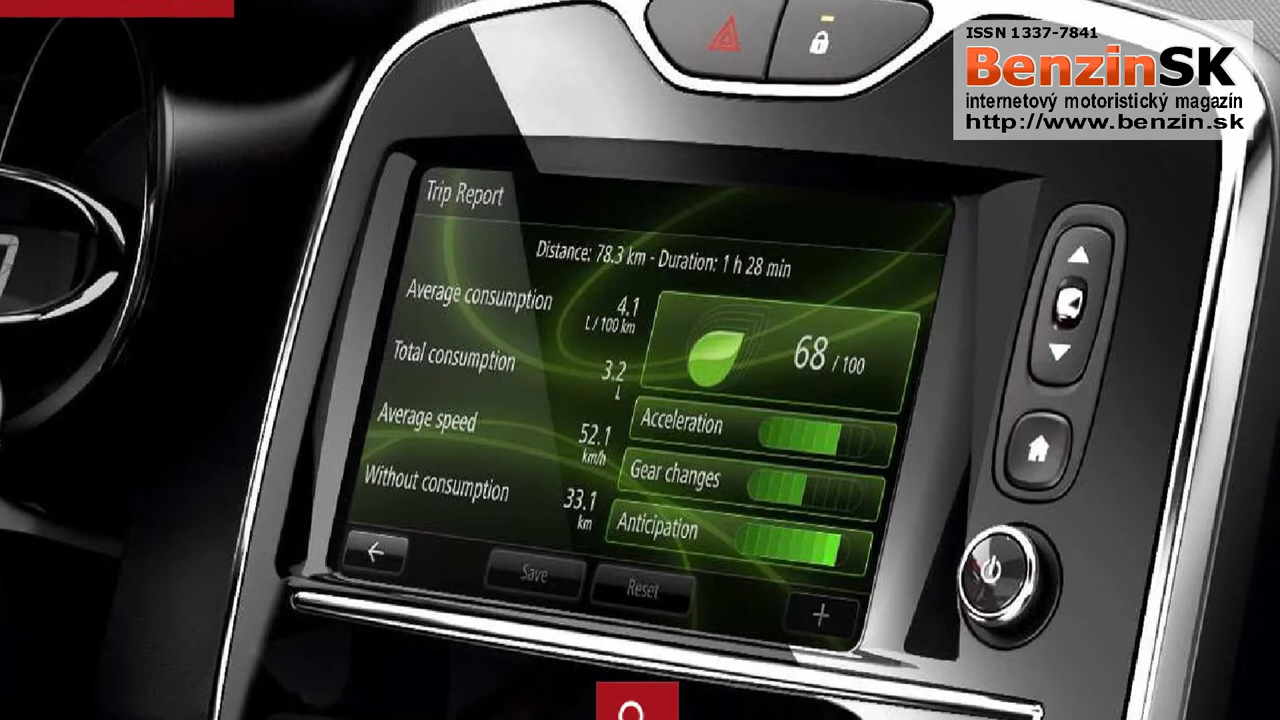 ISSN 1337-7841
BenzinSK
internetový motoristický magazín
http://www.benzin.sk
Trip Report
Distance: 78.3 km - Duration: 1 h 28 min
Average consumption 4.1
L / 100 km
68 / 100
Total consumption 3.2
L
Acceleration
Average speed 52.1
km/h
Gear changes
Without consumption 33.1
km
Anticipation
Save
Reset